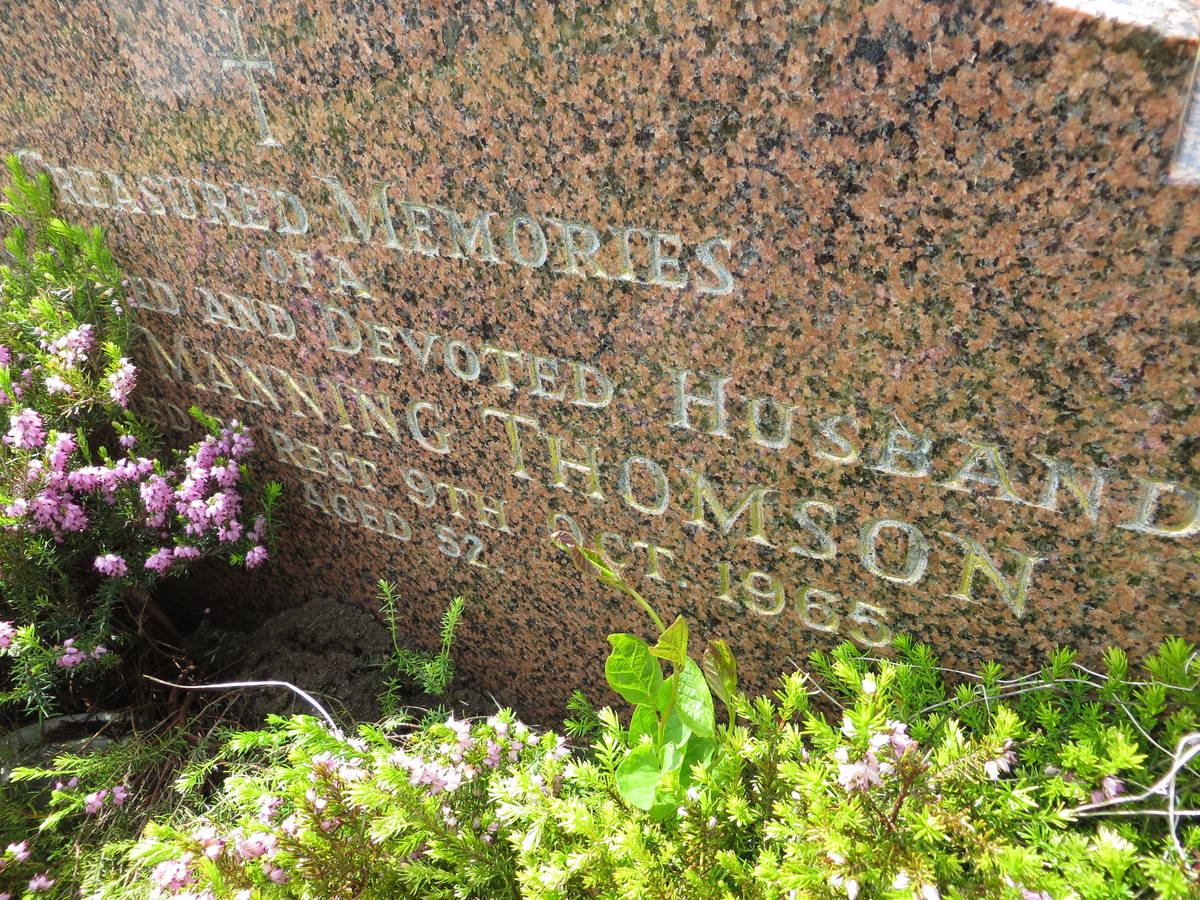 TREASURED MEMORIES
OF A
AND DEVOTED HUSBAND
MANNING THOMSON
REST 9TH OCT. 1965
AGED 52.